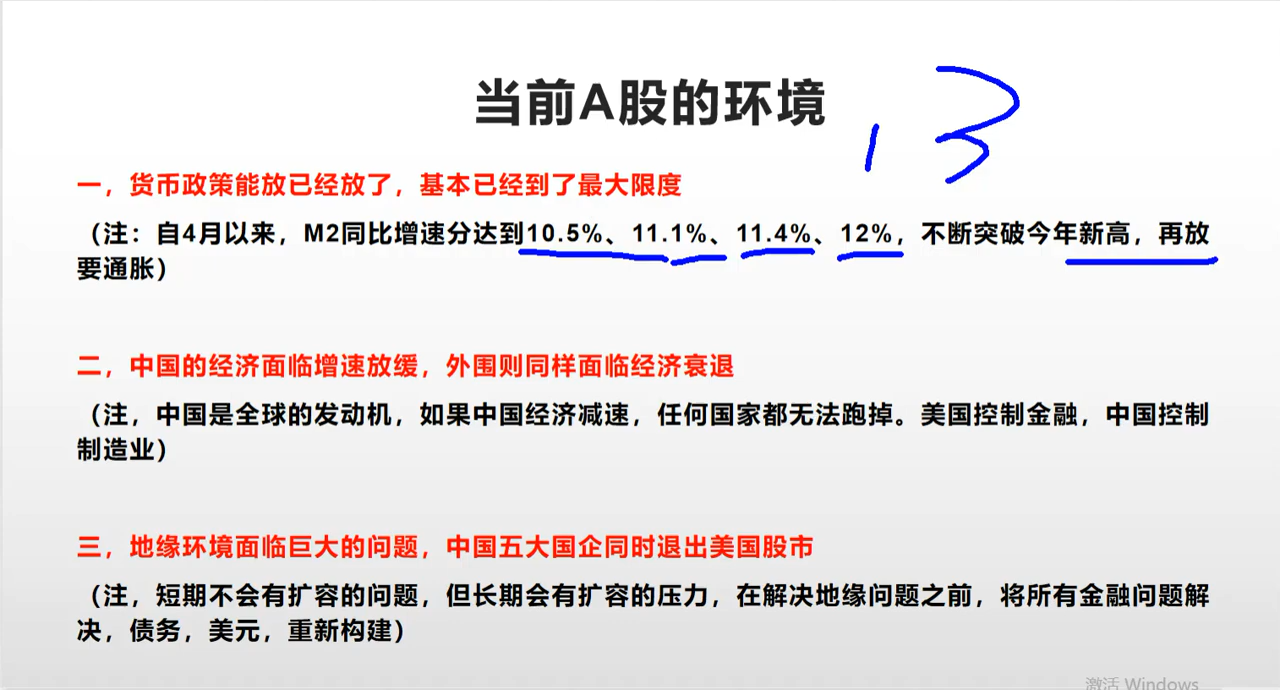 当前A股的环境
13
一，货币政策能放已经放了，基本已经到了最大限度
（注：自4月以来，M2同比增速分达到10.5%、11.1%、11.4%、12%，不断突破今年新高，再放
要通胀）
二，中国的经济面临增速放缓，外围则同样面临经济衰退
（注，中国是全球的发动机，如果中国经济减速，任何国家都无法跑掉。美国控制金融，中国控制
制造业）
三，地缘环境面临巨大的问题，中国五大国企同时退出美国股市
（注，短期不会有扩容的问题，但长期会有扩容的压力，在解决地缘问题之前，将所有金融问题解
决，债务，美元，重新构建）
激活 Windows